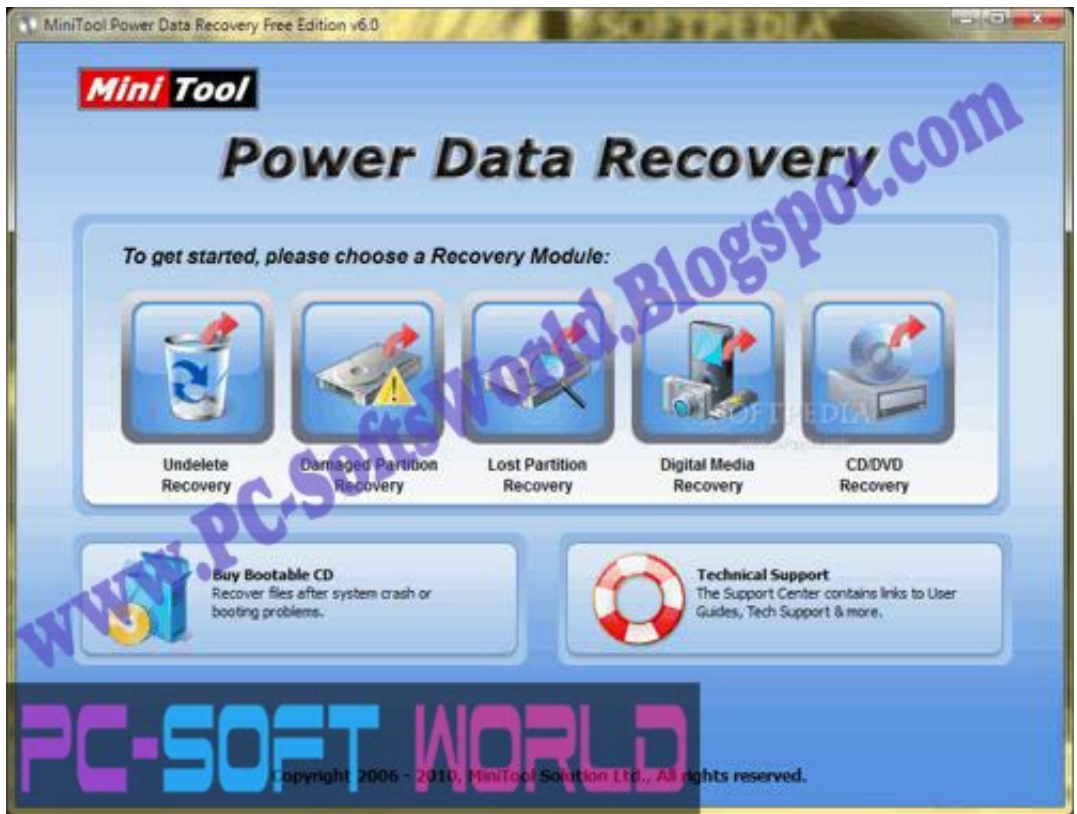 MiniTool Power Data Recovery Free Edition v6.0
SOFTPEDIA
Mini Tool
Power Data Recovery
To get started, please choose a Recovery Module:
Undelete
Recovery
Damaged Partition
Recovery
Lost Partition
Recovery
Digital Media
Recovery
CD/DVD
Recovery
SOFTPEDIA
www.PC-SoftsWorld.Blogspot.com
Buy Bootable CD
Recover files after system crash or
booting problems.
Technical Support
The Support Center contains links to User
Guides, Tech Support & more.
PC-SOFT WORLD
Copyright 2006 - 2010, MiniTool Solution Ltd., All rights reserved.